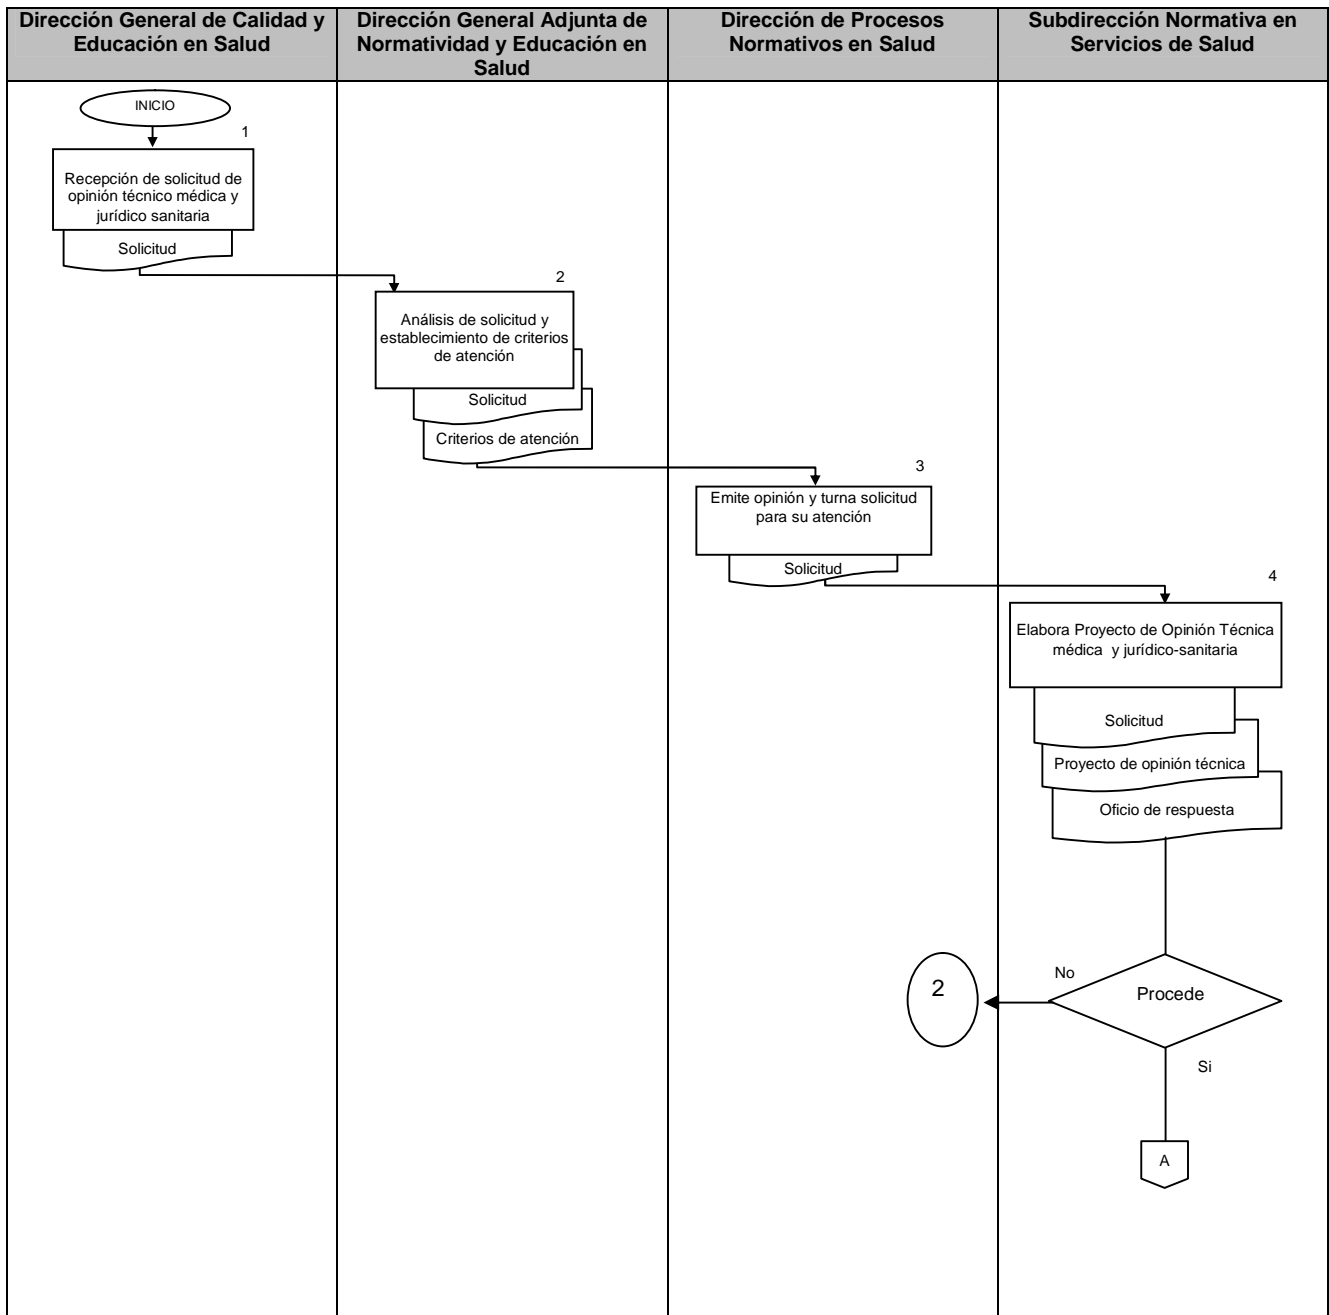 Dirección General de Calidad y
Educación en Salud
Dirección General Adjunta de
Normatividad y Educación en
Salud
Dirección de Procesos
Normativos en Salud
Subdirección Normativa en
Servicios de Salud
INICIO
1
Recepción de solicitud de
opinión técnico médica y
jurídico sanitaria
Solicitud
2
Análisis de solicitud y
establecimiento de criterios
de atención
Solicitud
Criterios de atención
3
Emite opinión y turna solicitud
para su atención
Solicitud
4
Elabora Proyecto de Opinión Técnica
médica y jurídico-sanitaria
Solicitud
Proyecto de opinión técnica
Oficio de respuesta
No
Procede
2
Si
A